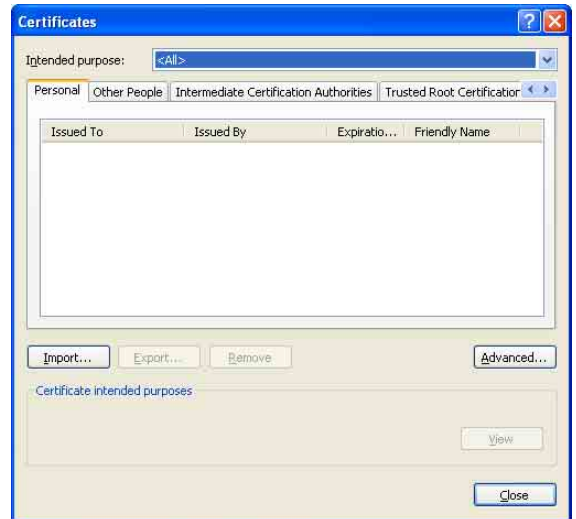 Certificates
Intended purpose: <All>
Personal Other People Intermediate Certification Authorities Trusted Root Certification
Issued To Issued By Expiratio... Friendly Name
Import... Export... Remove Advanced...
Certificate intended purposes
View
Close